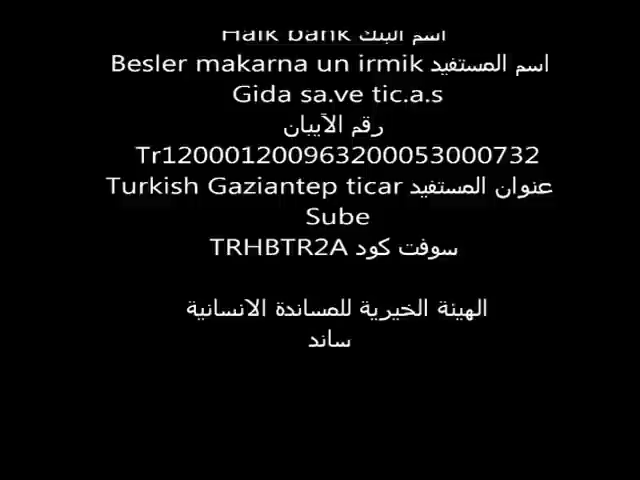 اسم البنك Halk bank
اسم المستفيد Besler makarna un irmik
Gida sa.ve tic.a.s
رقم الآيبان
Tr120001200963200053000732
عنوان المستفيد Turkish Gaziantep ticar
Sube
سوفت كود TRHBTR2A
الهيئة الخيرية للمساندة الانسانية
ساند